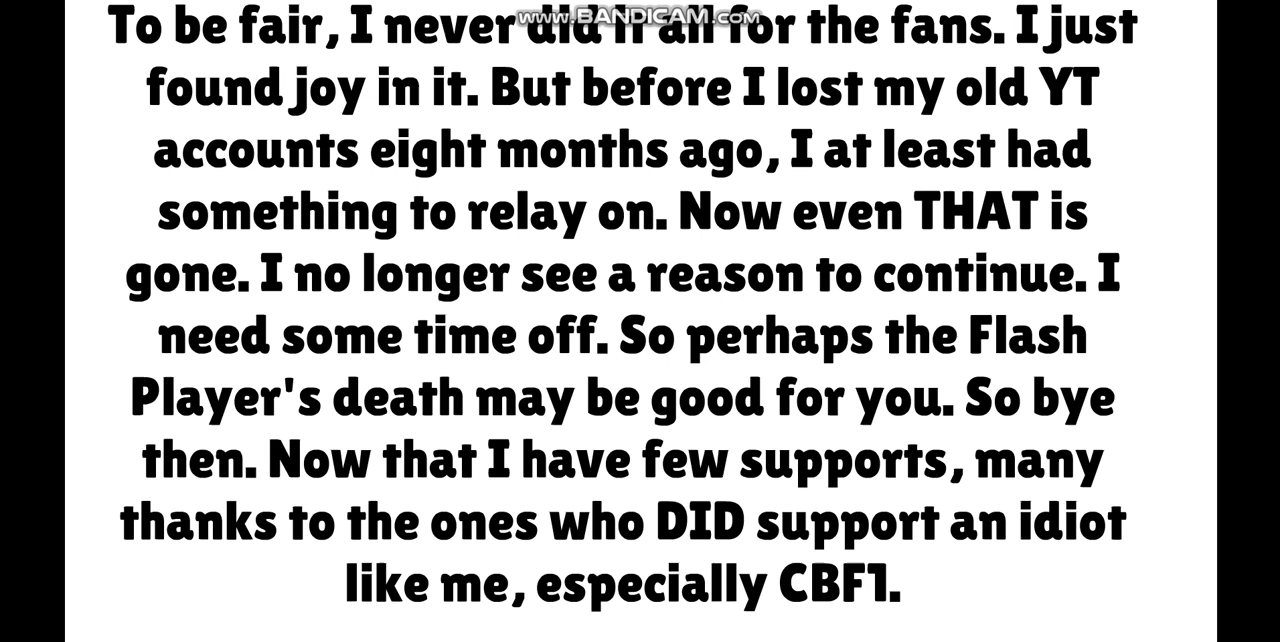 www.BANDICAM.com
To be fair, I never did it all for the fans. I just
found joy in it. But before I lost my old YT
accounts eight months ago, I at least had
something to relay on. Now even THAT is
gone. I no longer see a reason to continue. I
need some time off. So perhaps the Flash
Player's death may be good for you. So bye
then. Now that I have few supports, many
thanks to the ones who DID support an idiot
like me, especially CBF1.